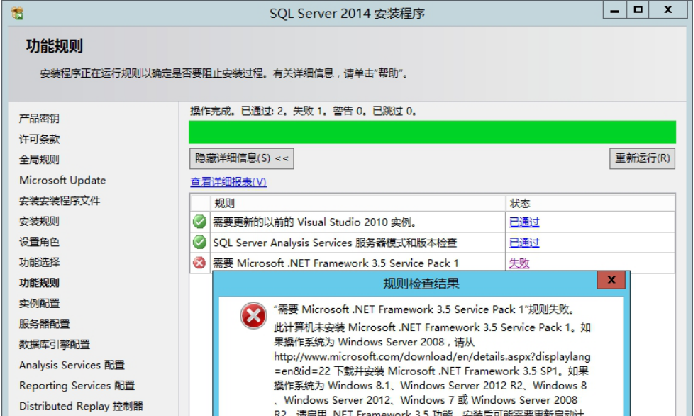 SQL Server 2014 安装程序
功能规则
安装程序正在运行规则以确定是否要阻止安装过程。有关详细信息，请单击“帮助”。
产品密钥
许可条款
全局规则
Microsoft Update
安装安装程序文件
安装规则
设置角色
功能选择
功能规则
实例配置
服务器配置
数据库引擎配置
Analysis Services 配置
Reporting Services 配置
Distributed Replay 控制器
操作完成。已通过: 2。失败 1。警告 0。已跳过 0。
隐藏详细信息(S) <<
重新运行(R)
查看详细报表(V)
规则 状态
需要更新的以前的 Visual Studio 2010 实例。 已通过
SQL Server Analysis Services 服务器模式和版本检查 已通过
需要 Microsoft .NET Framework 3.5 Service Pack 1 失败
规则检查结果
“需要 Microsoft .NET Framework 3.5 Service Pack 1”规则失败。
此计算机未安装 Microsoft .NET Framework 3.5 Service Pack 1。如
果操作系统为 Windows Server 2008，请从
http://www.microsoft.com/download/en/details.aspx?displaylang
=en&id=22 下载并安装 Microsoft .NET Framework 3.5 SP1。如果
操作系统为 Windows 8.1、Windows Server 2012 R2、Windows 8
、Windows Server 2012、Windows 7 或 Windows Server 2008
R2，请启用 .NET Framework 3.5 功能。安装后可能需要重新启动计